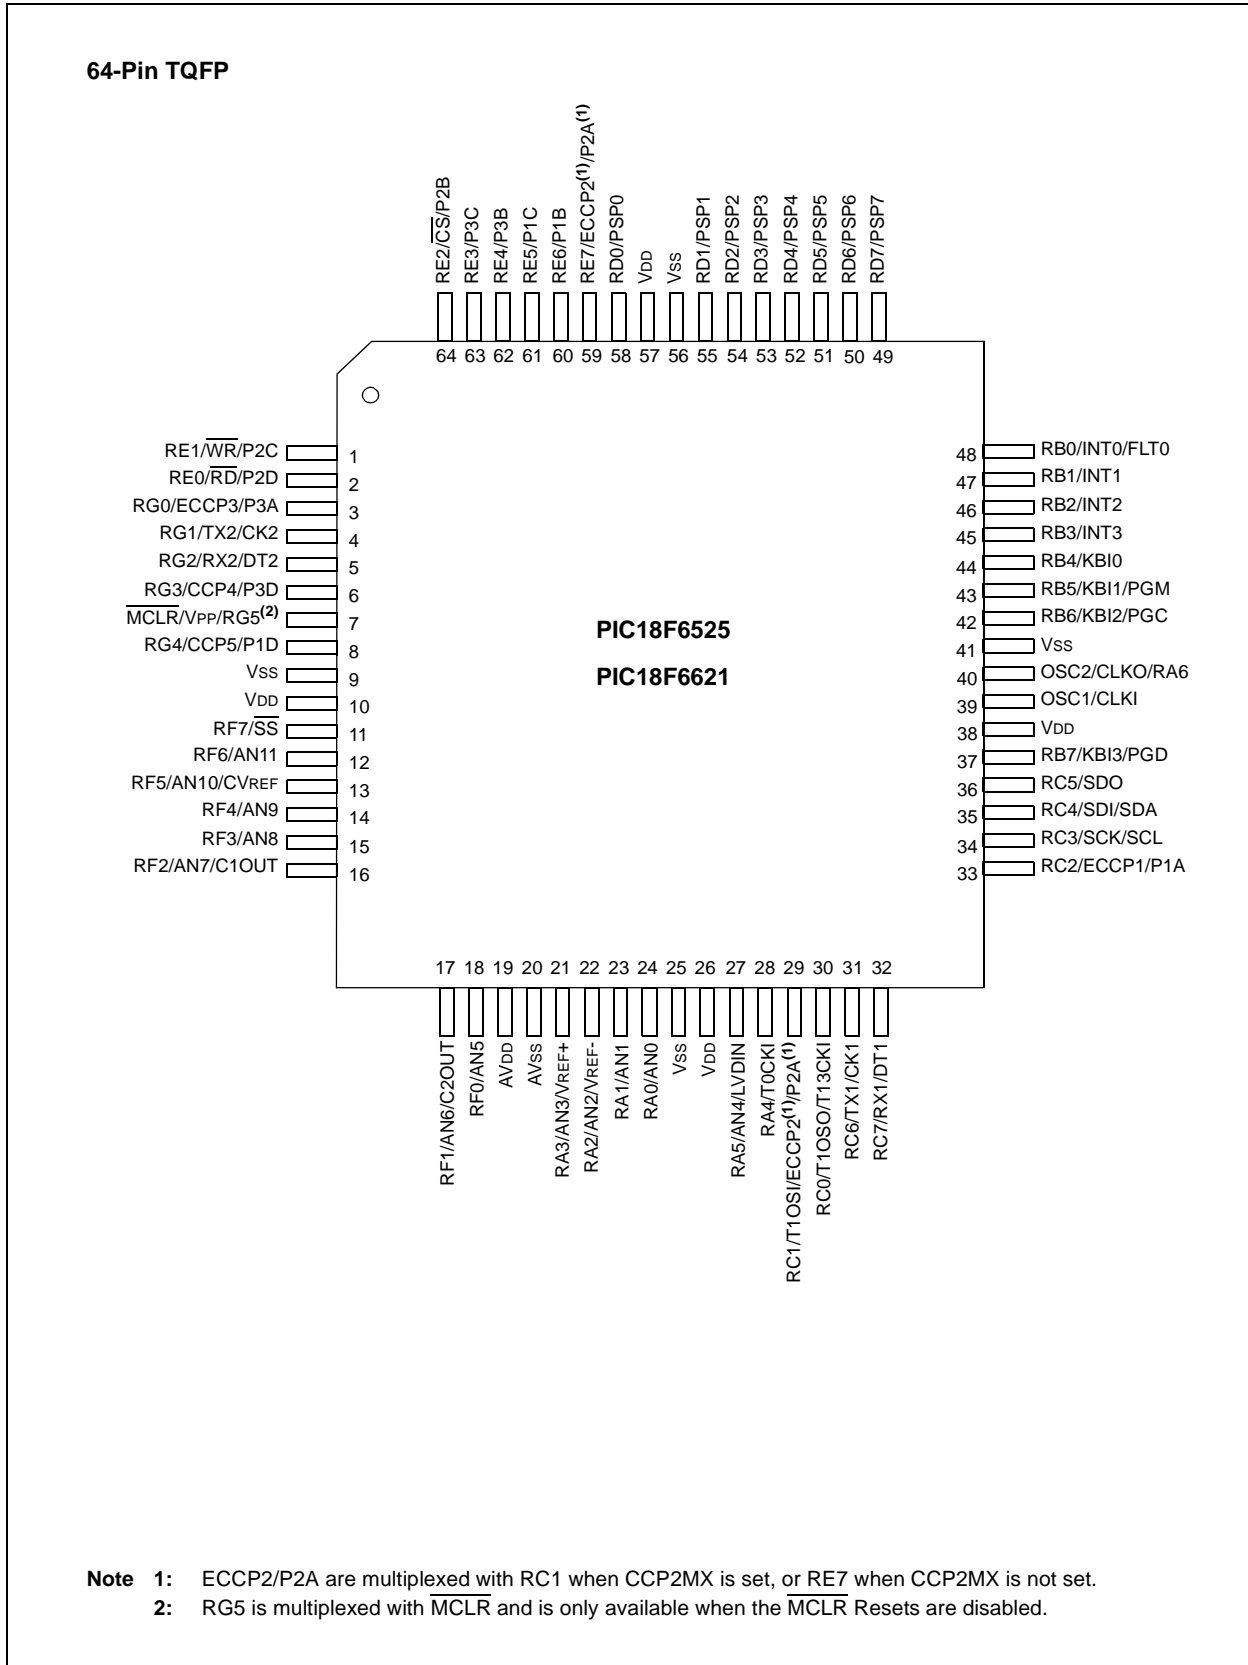 64-Pin TQFP
RE2/CS/P2B
RE3/P3C
RE4/P3B
RE5/P1C
RE6/P1B
RE7/ECCP2(1)/P2A(1)
RD0/PSP0
VDD
VSS
RD1/PSP1
RD2/PSP2
RD3/PSP3
RD4/PSP4
RD5/PSP5
RD6/PSP6
RD7/PSP7
64 63 62 61 60 59 58 57 56 55 54 53 52 51 50 49
RE1/WR/P2C 1
RE0/RD/P2D 2
RG0/ECCP3/P3A 3
RG1/TX2/CK2 4
RG2/RX2/DT2 5
RG3/CCP4/P3D 6
MCLR/VPP/RG5(2) 7
RG4/CCP5/P1D 8
VSS 9
VDD 10
RF7/SS 11
RF6/AN11 12
RF5/AN10/CVREF 13
RF4/AN9 14
RF3/AN8 15
RF2/AN7/C1OUT 16
PIC18F6525
PIC18F6621
48 RB0/INT0/FLT0
47 RB1/INT1
46 RB2/INT2
45 RB3/INT3
44 RB4/KBI0
43 RB5/KBI1/PGM
42 RB6/KBI2/PGC
41 VSS
40 OSC2/CLKO/RA6
39 OSC1/CLKI
38 VDD
37 RB7/KBI3/PGD
36 RC5/SDO
35 RC4/SDI/SDA
34 RC3/SCK/SCL
33 RC2/ECCP1/P1A
17 18 19 20 21 22 23 24 25 26 27 28 29 30 31 32
RF1/AN6/C2OUT
RF0/AN5
AVDD
AVSS
RA3/AN3/VREF+
RA2/AN2/VREF-
RA1/AN1
RA0/AN0
VSS
VDD
RA5/AN4/LVDIN
RA4/T0CKI
RC1/T1OSI/ECCP2(1)/P2A(1)
RC0/T1OSO/T13CKI
RC6/TX1/CK1
RC7/RX1/DT1
Note 1: ECCP2/P2A are multiplexed with RC1 when CCP2MX is set, or RE7 when CCP2MX is not set.
2: RG5 is multiplexed with MCLR and is only available when the MCLR Resets are disabled.